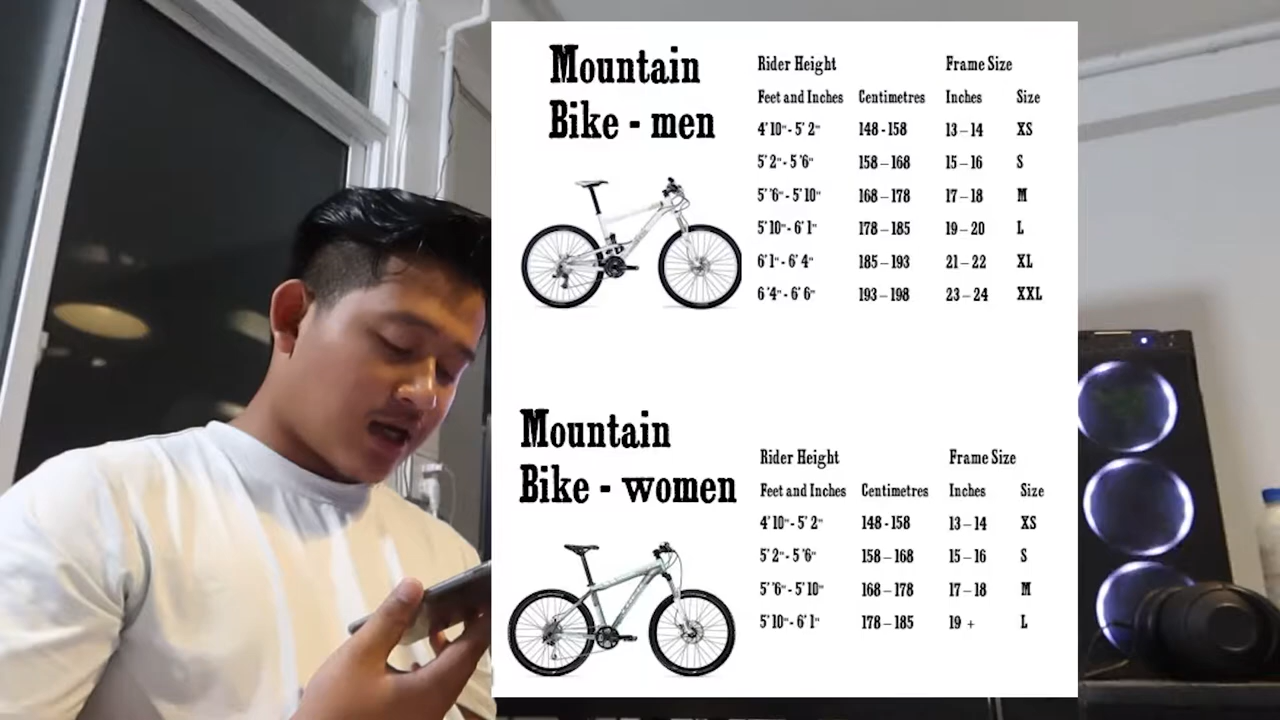 Mountain
Bike - men
Rider Height Frame Size
Feet and Inches Centimetres Inches Size
4'10"- 5' 2" 148 - 158 13 – 14 XS
5' 2"- 5 '6" 158 – 168 15 – 16 S
5' '6"- 5'10" 168 – 178 17 – 18 M
5'10"- 6' 1" 178 – 185 19 – 20 L
6'1"- 6' 4" 185 – 193 21 – 22 XL
6 '4"- 6' 6" 193 – 198 23 – 24 XXL
Mountain
Bike - women
Rider Height Frame Size
Feet and Inches Centimetres Inches Size
4'10"- 5' 2" 148 - 158 13 – 14 XS
5' 2"- 5 '6" 158 – 168 15 – 16 S
5' '6"- 5'10" 168 – 178 17 – 18 M
5'10"- 6' 1" 178 – 185 19 + L